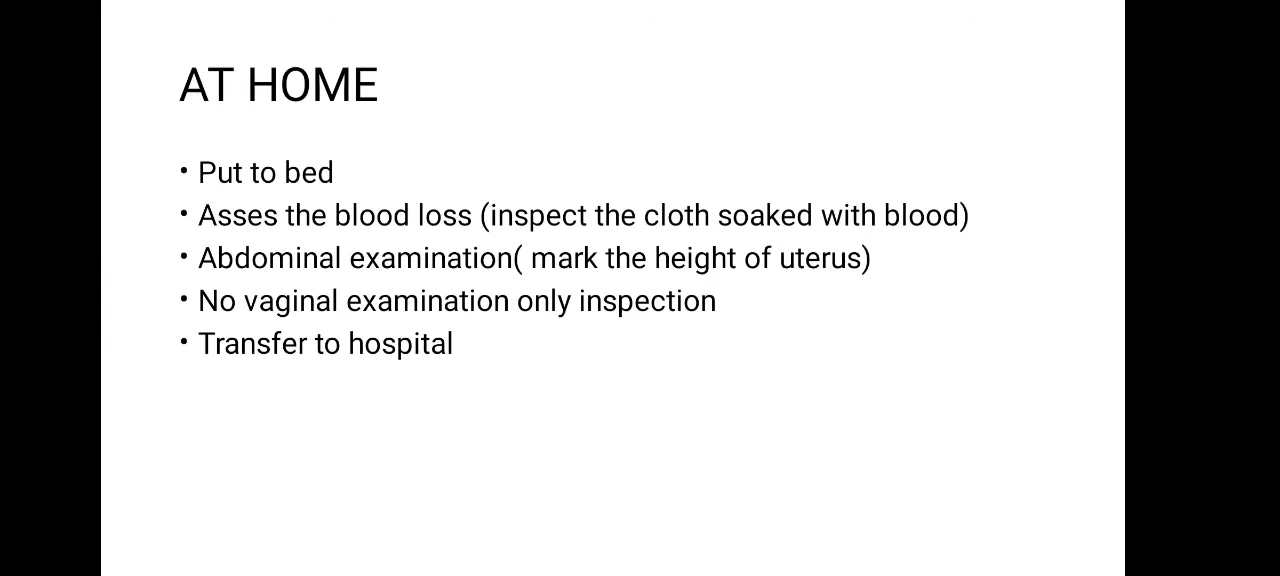 AT HOME
• Put to bed
• Asses the blood loss (inspect the cloth soaked with blood)
• Abdominal examination( mark the height of uterus)
• No vaginal examination only inspection
• Transfer to hospital